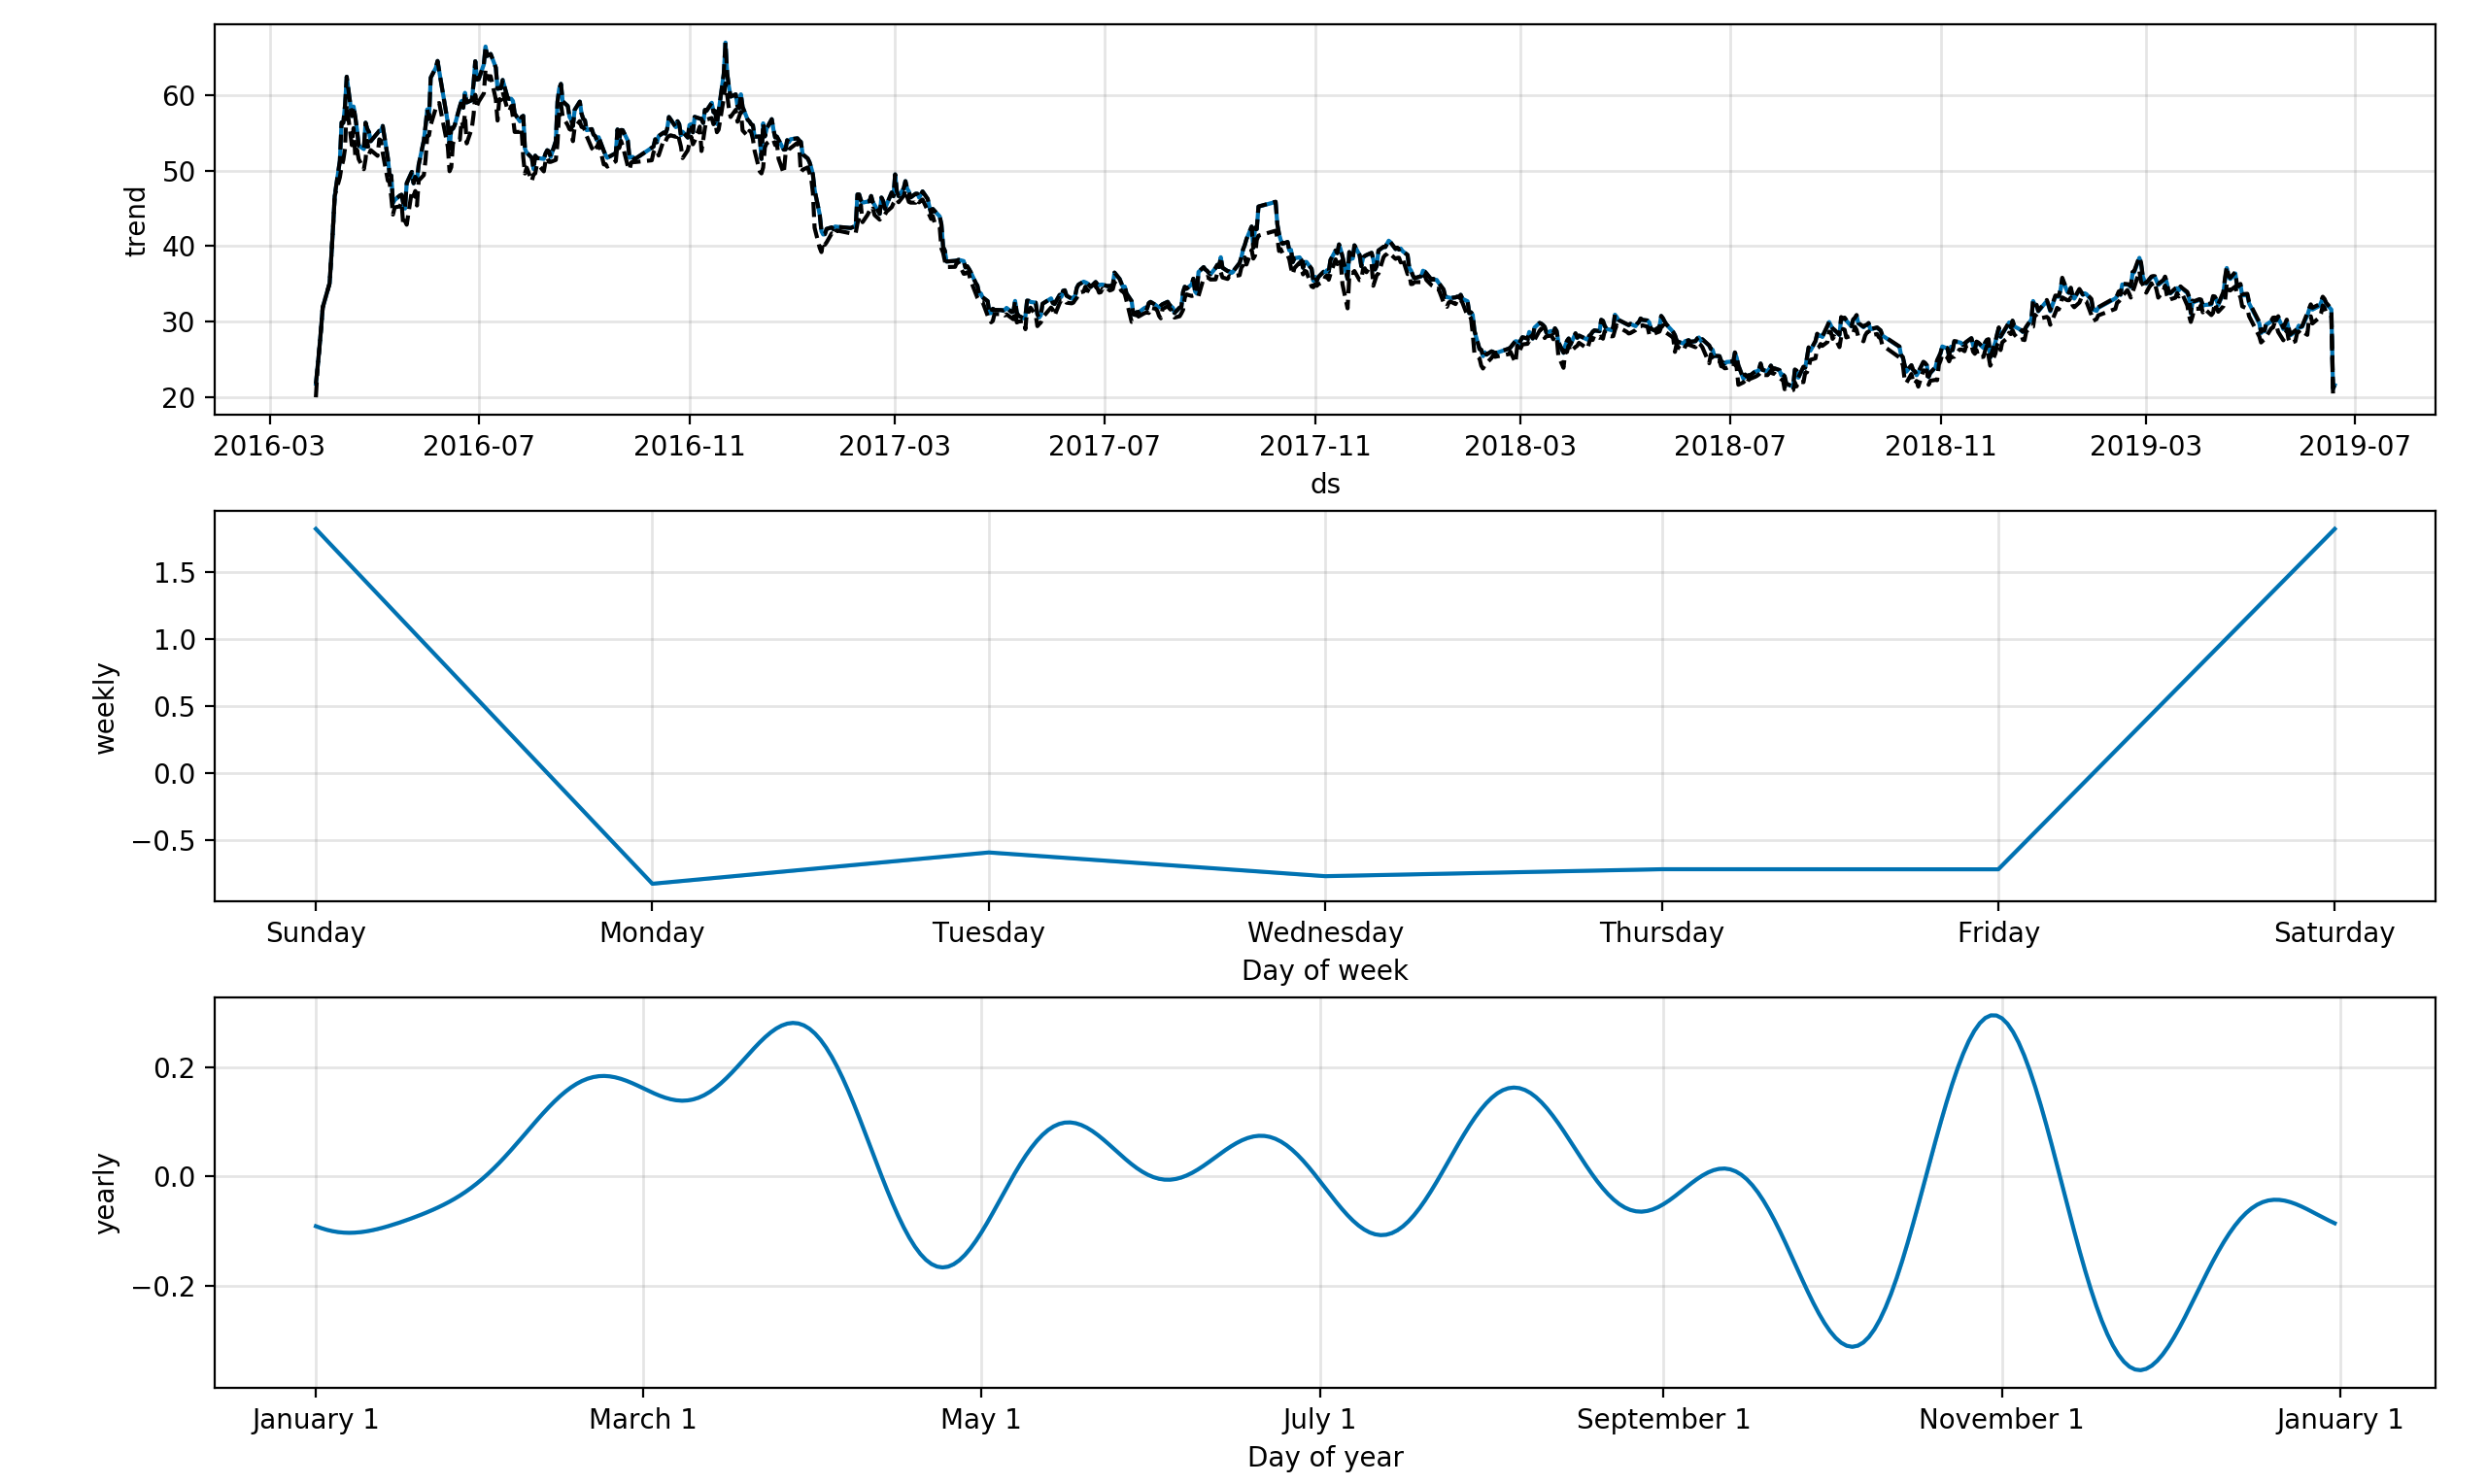 60
50
40
30
20
trend
2016-03 2016-07 2016-11 2017-03 2017-07 2017-11 2018-03 2018-07 2018-11 2019-03 2019-07
ds
1.5
1.0
0.5
0.0
−0.5
weekly
Sunday Monday Tuesday Wednesday Thursday Friday Saturday
Day of week
0.2
0.0
−0.2
yearly
January 1 March 1 May 1 July 1 September 1 November 1 January 1
Day of year